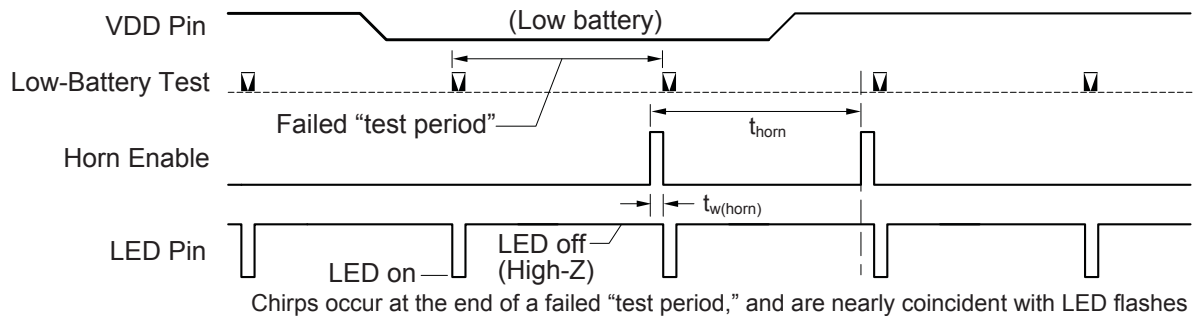 VDD Pin
(Low battery)
Low-Battery Test
Failed “test period”
t_horn
Horn Enable
t_w(horn)
LED Pin
LED off
(High-Z)
LED on
Chirps occur at the end of a failed “test period,” and are nearly coincident with LED flashes